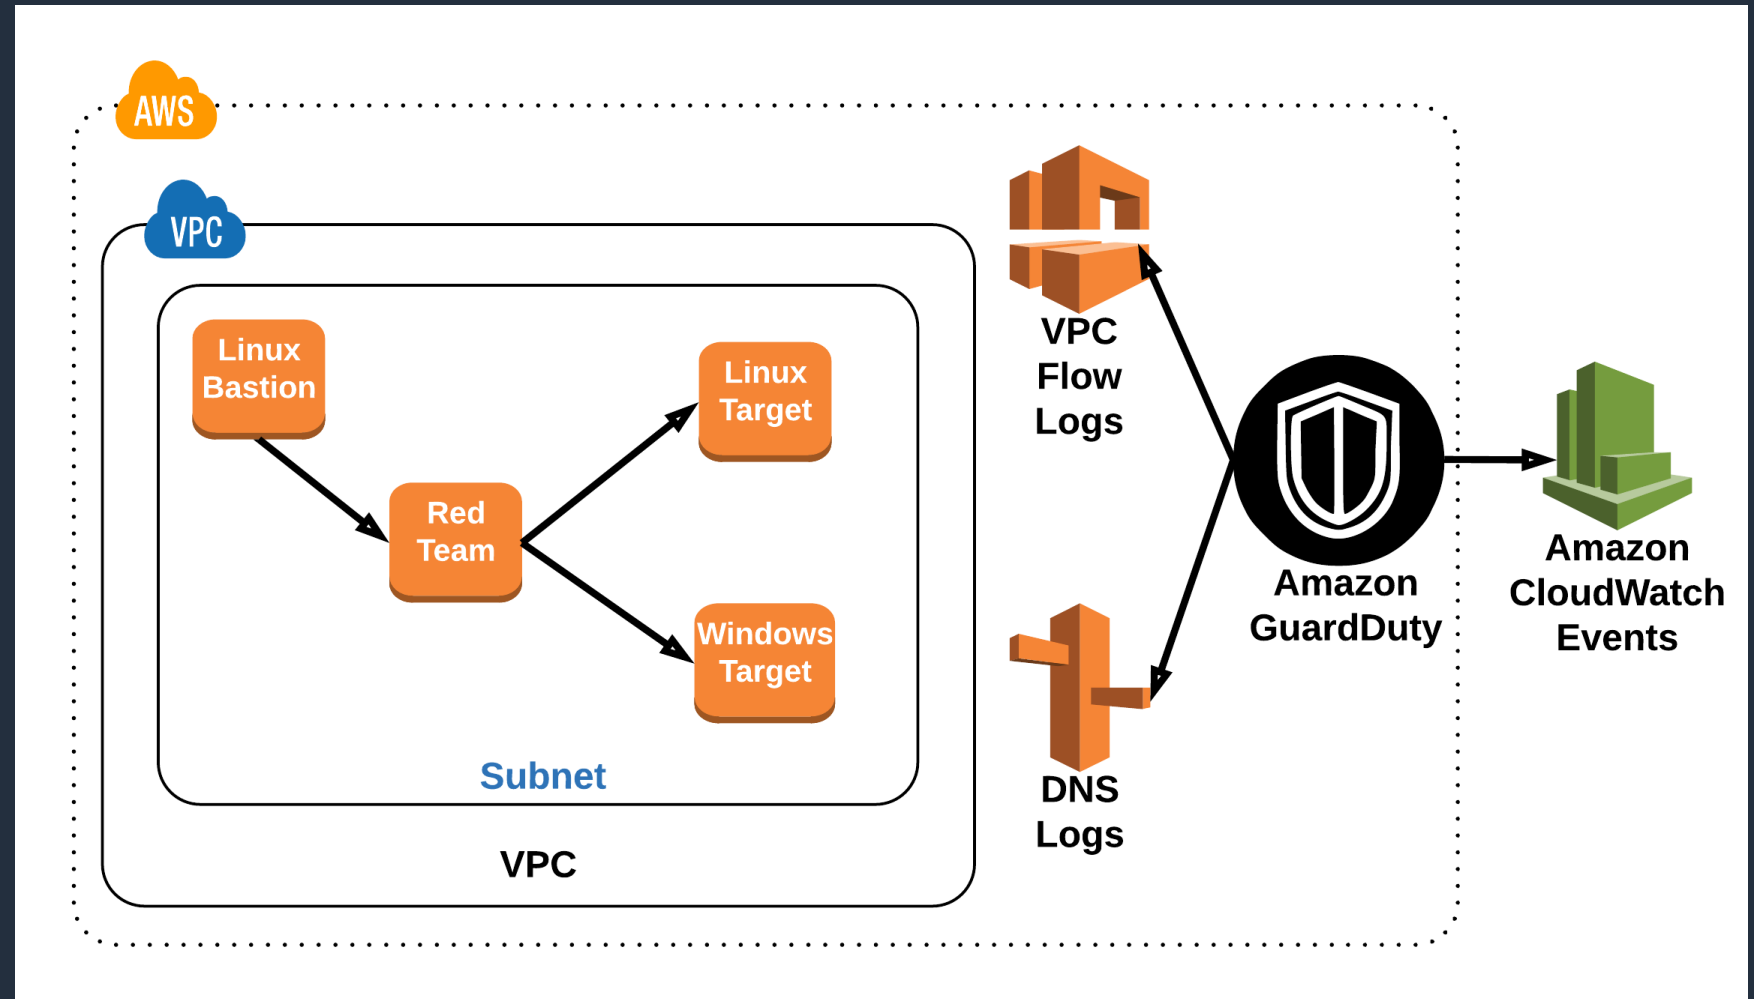 AWS
VPC
Linux
Bastion
Red
Team
Linux
Target
Windows
Target
Subnet
VPC
VPC
Flow
Logs
DNS
Logs
Amazon
GuardDuty
Amazon
CloudWatch
Events